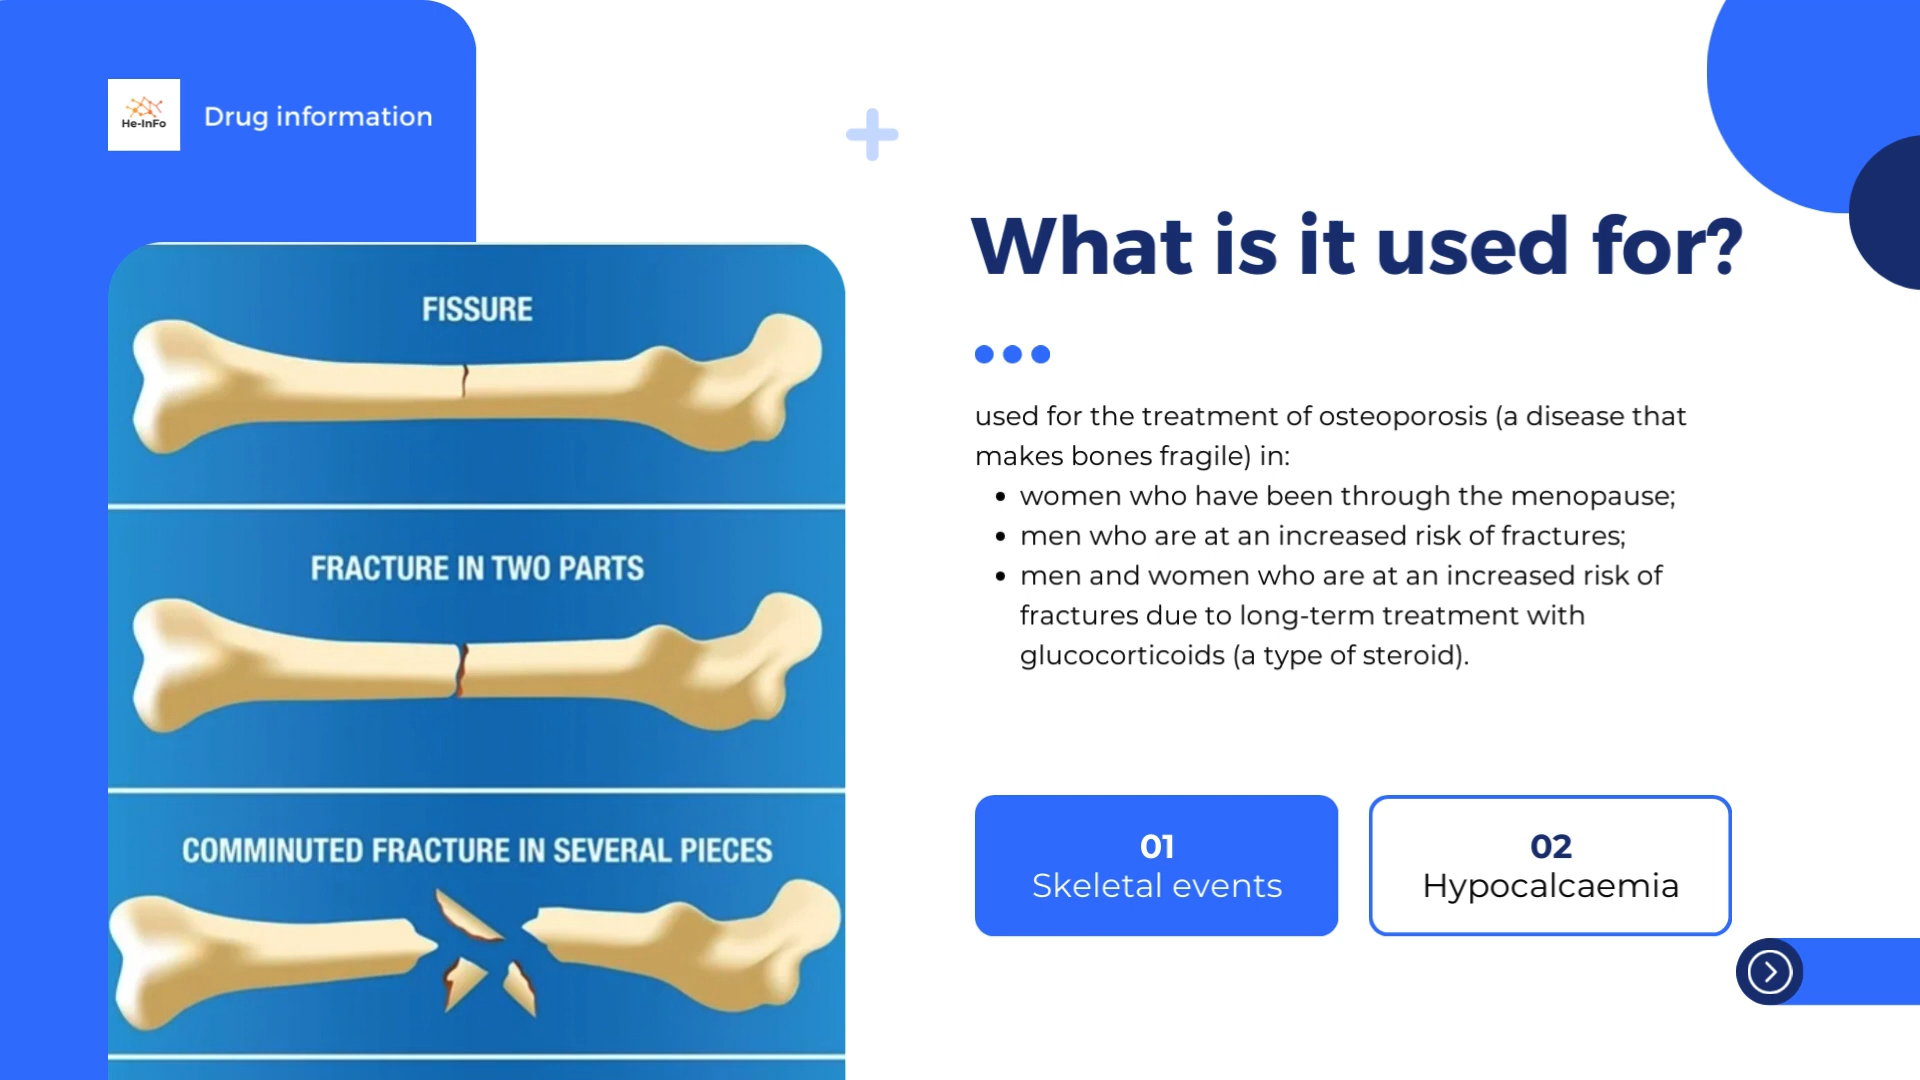 He-InFo
Drug information
FISSURE
FRACTURE IN TWO PARTS
COMMINUTED FRACTURE IN SEVERAL PIECES
What is it used for?
used for the treatment of osteoporosis (a disease that
makes bones fragile) in:
• women who have been through the menopause;
• men who are at an increased risk of fractures;
• men and women who are at an increased risk of
fractures due to long-term treatment with
glucocorticoids (a type of steroid).
01
Skeletal events
02
Hypocalcaemia